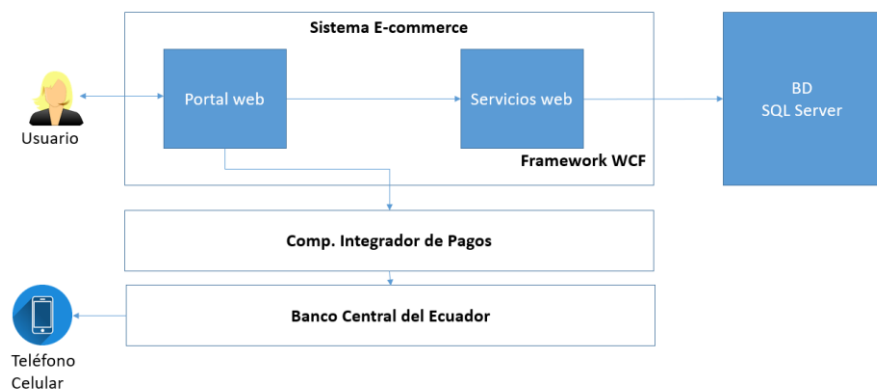 Sistema E-commerce
Portal web
Servicios web
BD
SQL Server
Usuario
Framework WCF
Comp. Integrador de Pagos
Banco Central del Ecuador
Teléfono
Celular